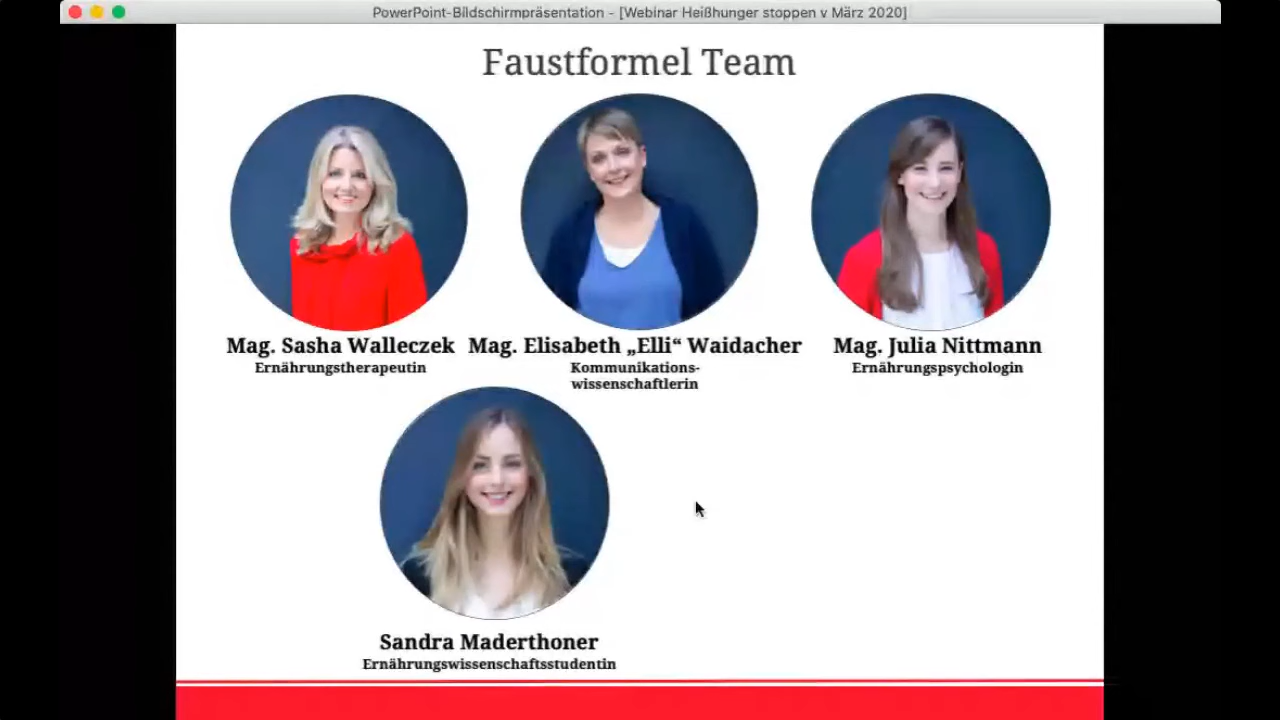 PowerPoint-Bildschirmpräsentation - [Webinar Heißhunger stoppen v März 2020]
Faustformel Team
Mag. Sasha Walleczek
Ernährungstherapeutin
Mag. Elisabeth „Elli“ Waidacher
Kommunikations-
wissenschaftlerin
Mag. Julia Nittmann
Ernährungspsychologin
Sandra Maderthoner
Ernährungswissenschaftsstudentin